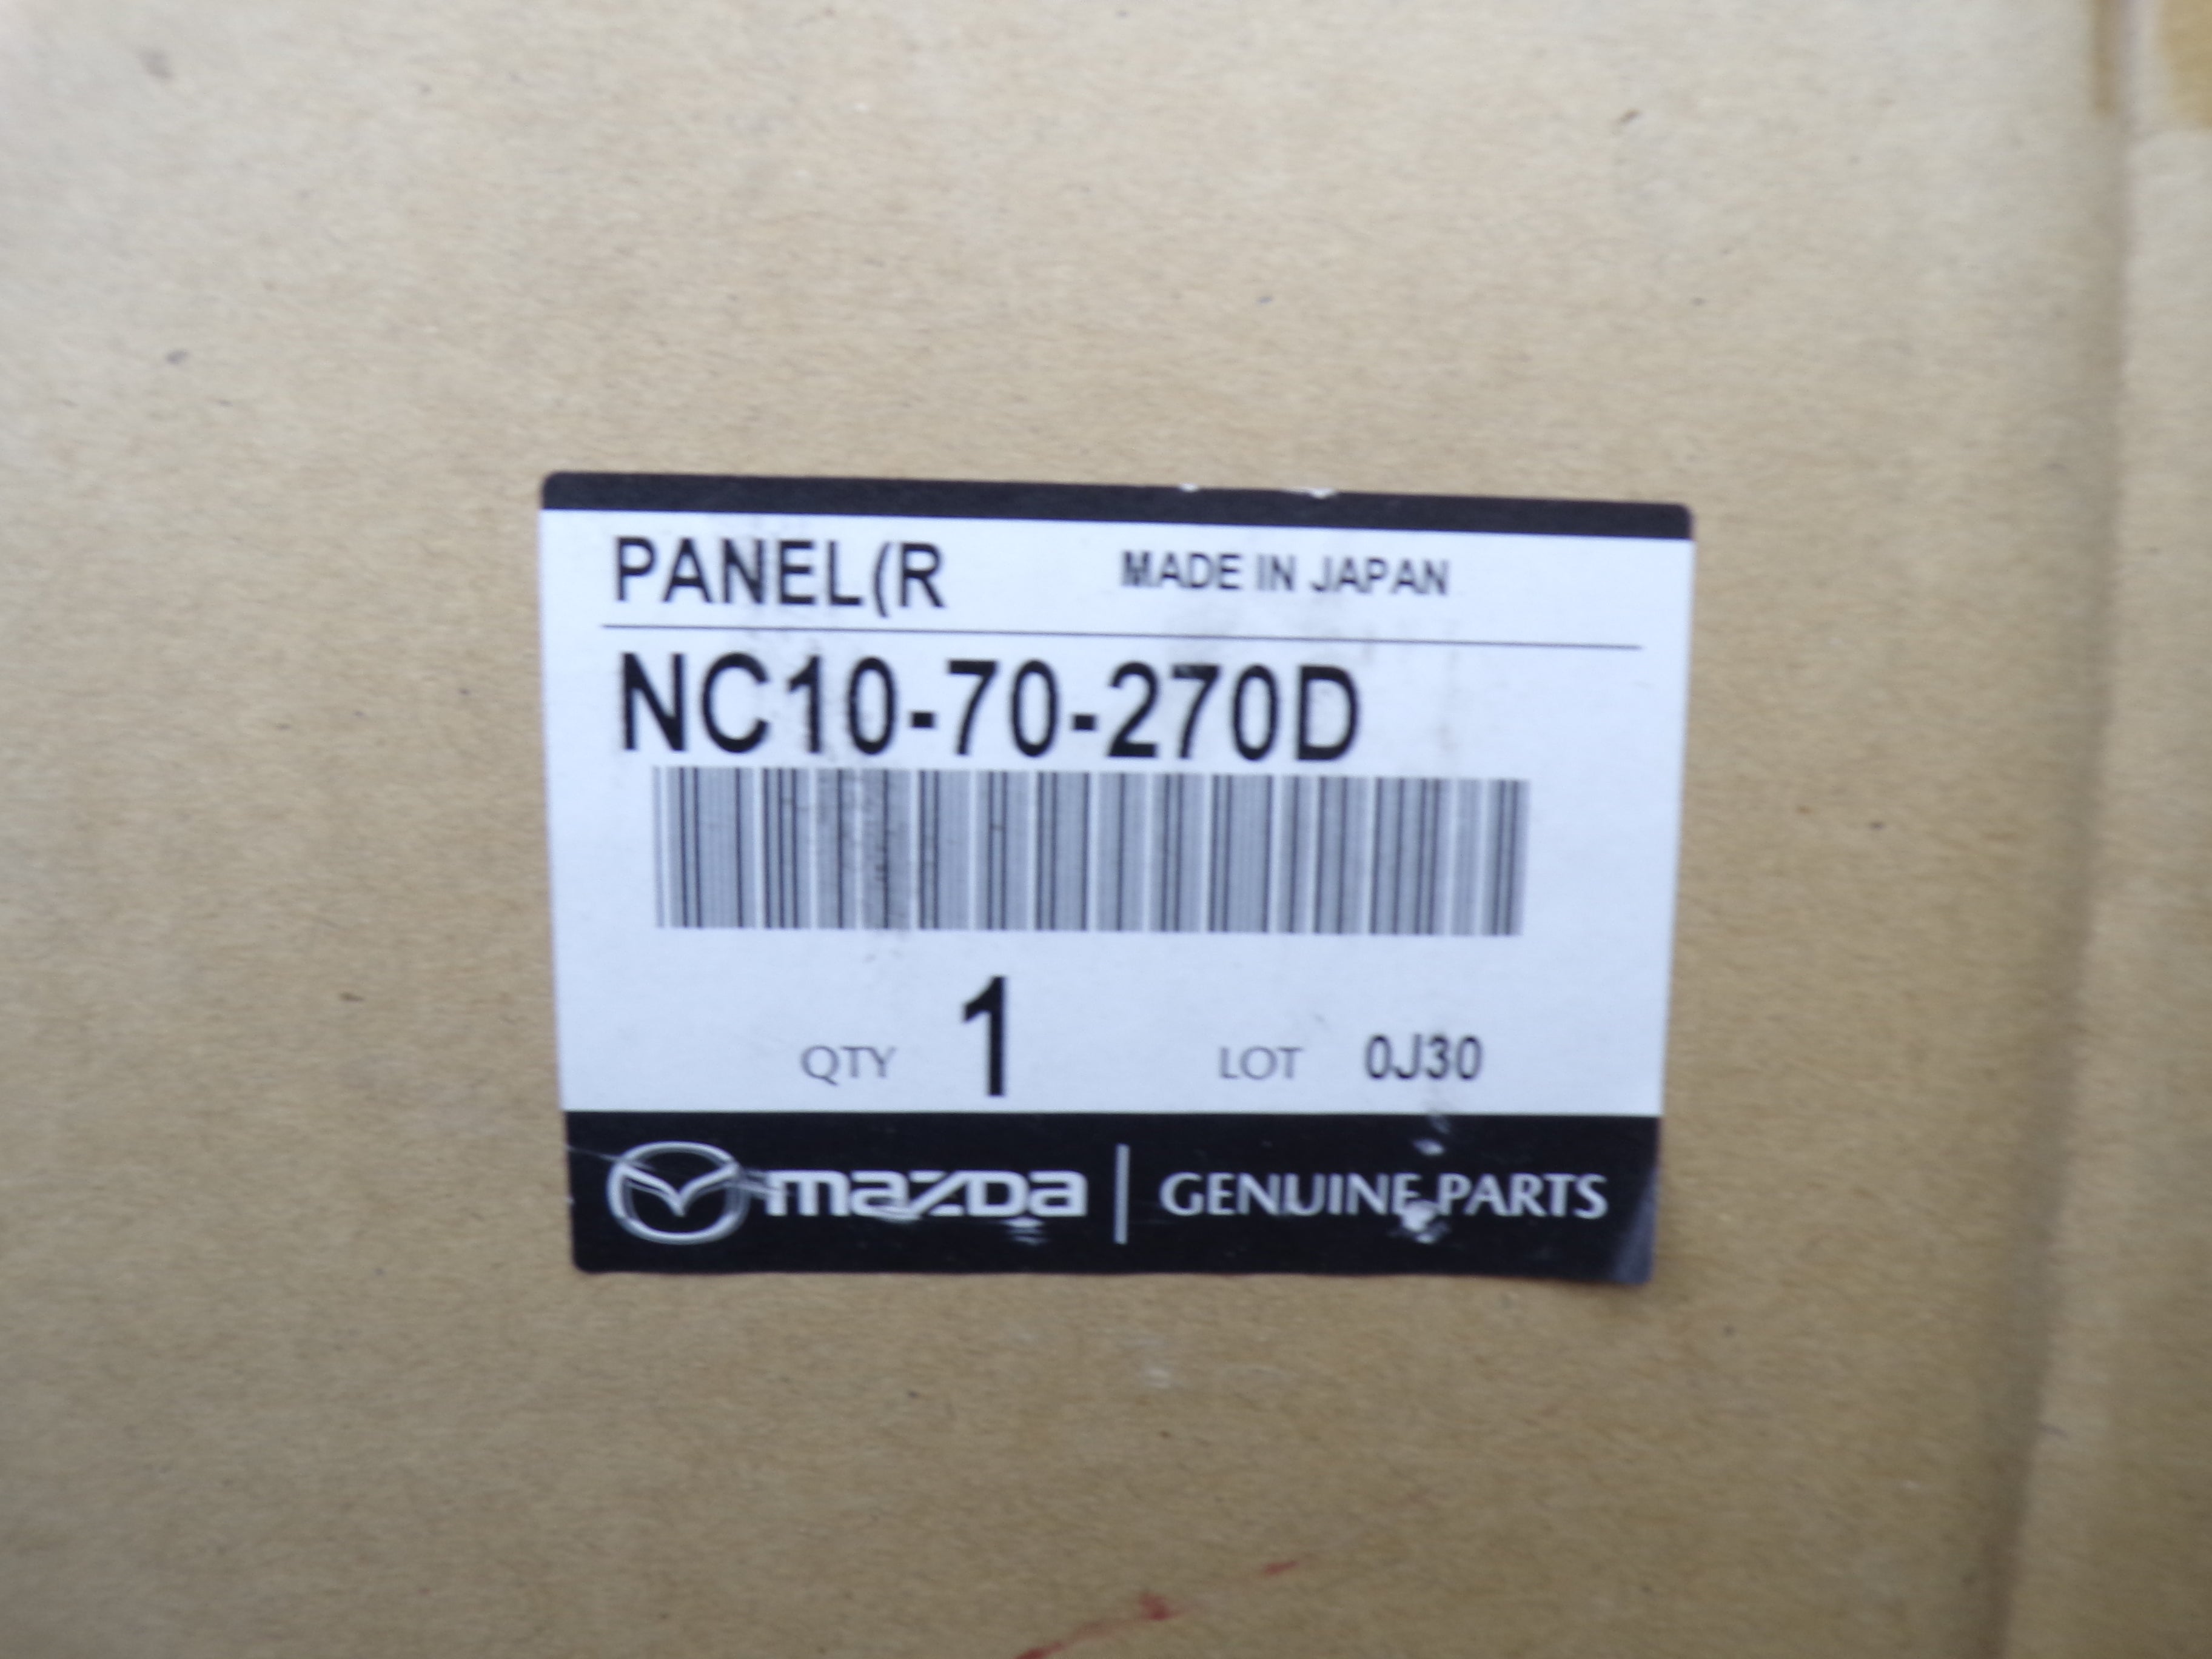 PANEL(R MADE IN JAPAN
NC10-70-270D
QTY 1 LOT 0J30
mazda GENUINE PARTS